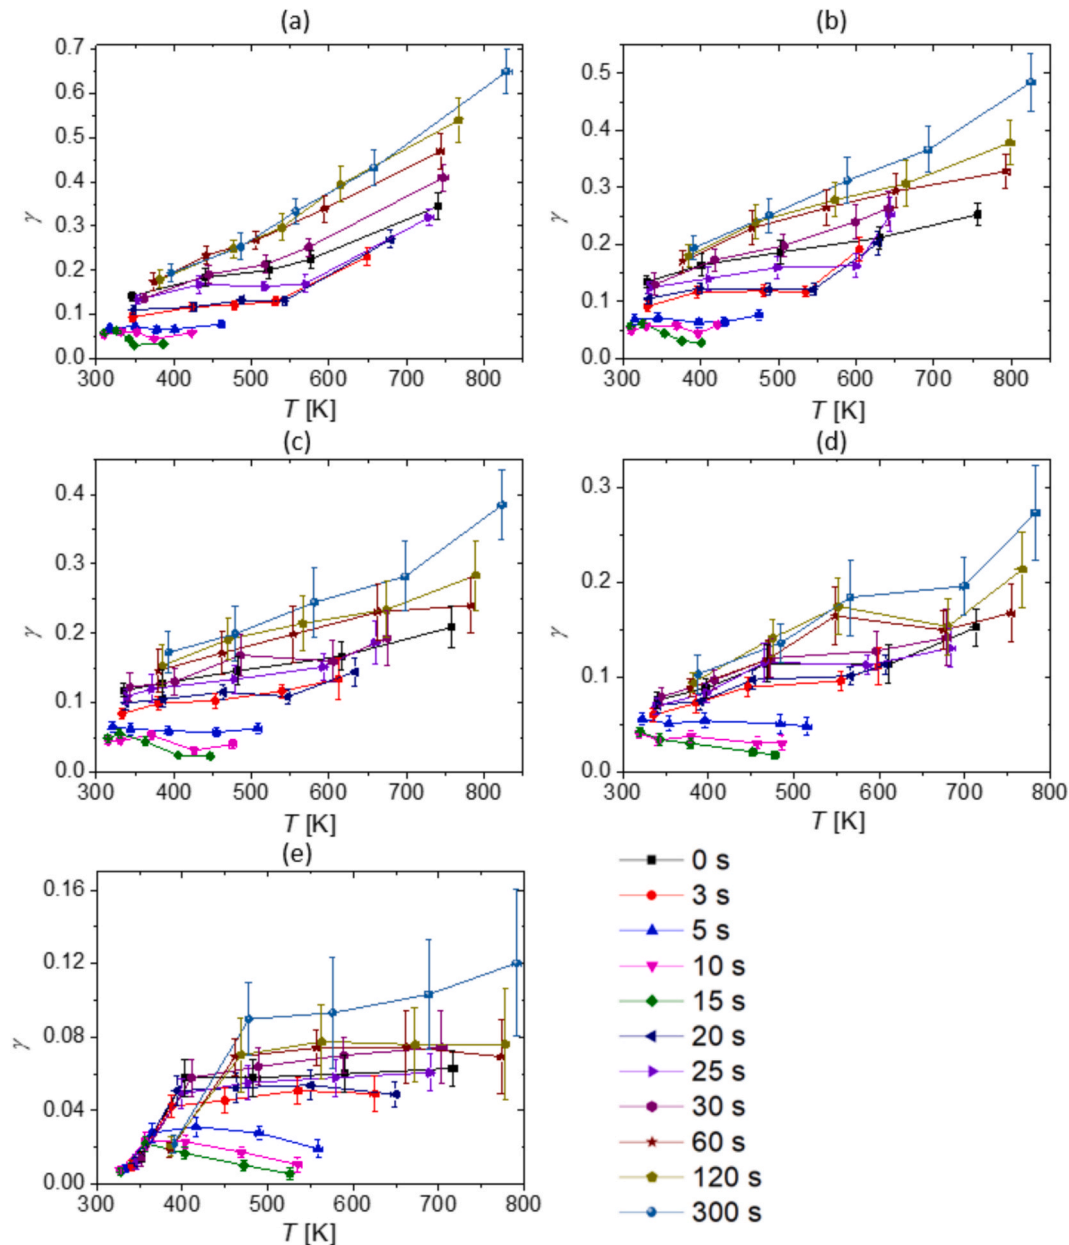 (a)
(b)
0.7
0.6
0.5
0.4
0.3
0.2
0.1
0.0
γ
300 400 500 600 700 800
T [K]
0.5
0.4
0.3
0.2
0.1
0.0
γ
300 400 500 600 700 800
T [K]
(c)
(d)
0.4
0.3
0.2
0.1
0.0
γ
300 400 500 600 700 800
T [K]
0.3
0.2
0.1
0.0
γ
300 400 500 600 700 800
T [K]
(e)
0.16
0.12
0.08
0.04
0.00
γ
300 400 500 600 700 800
T [K]
0 s
3 s
5 s
10 s
15 s
20 s
25 s
30 s
60 s
120 s
300 s